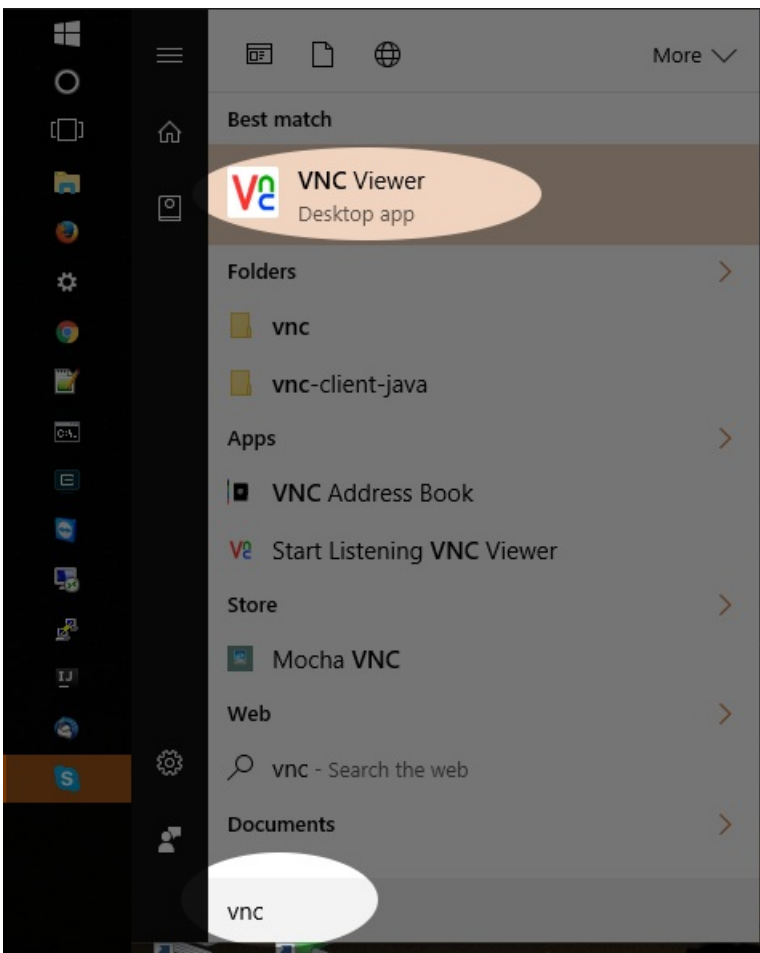 More
Best match
VNC Viewer
Desktop app
Folders
vnc
vnc-client-java
Apps
VNC Address Book
Start Listening VNC Viewer
Store
Mocha VNC
Web
vnc - Search the web
Documents
vnc